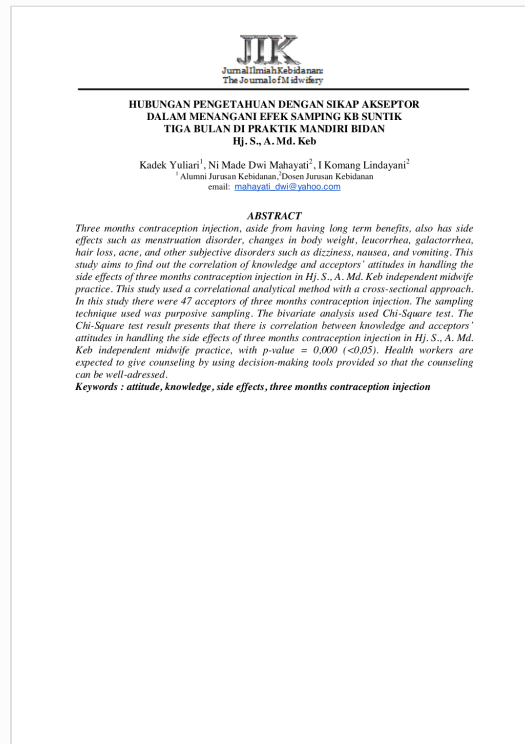 JIK
Jurnal Ilmiah Kebidanan:
The Journal of Midwifery
HUBUNGAN PENGETAHUAN DENGAN SIKAP AKSEPTOR
DALAM MENANGANI EFEK SAMPING KB SUNTIK
TIGA BULAN DI PRAKTIK MANDIRI BIDAN
Hj. S., A. Md. Keb
Kadek Yuliari1, Ni Made Dwi Mahayati2, I Komang Lindayani2
1 Alumni Jurusan Kebidanan,2Dosen Jurusan Kebidanan
email: mahayati_dwi@yahoo.com
ABSTRACT
Three months contraception injection, aside from having long term benefits, also has side
effects such as menstruation disorder, changes in body weight, leucorrhea, galactorrhea,
hair loss, acne, and other subjective disorders such as dizziness, nausea, and vomiting. This
study aims to find out the correlation of knowledge and acceptors’ attitudes in handling the
side effects of three months contraception injection in Hj. S., A. Md. Keb independent midwife
practice. This study used a correlational analytical method with a cross-sectional approach.
In this study there were 47 acceptors of three months contraception injection. The sampling
technique used was purposive sampling. The bivariate analysis used Chi-Square test. The
Chi-Square test result presents that there is correlation between knowledge and acceptors’
attitudes in handling the side effects of three months contraception injection in Hj. S., A. Md.
Keb independent midwife practice, with p-value = 0,000 (<0,05). Health workers are
expected to give counseling by using decision-making tools provided so that the counseling
can be well-adressed.
Keywords : attitude, knowledge, side effects, three months contraception injection